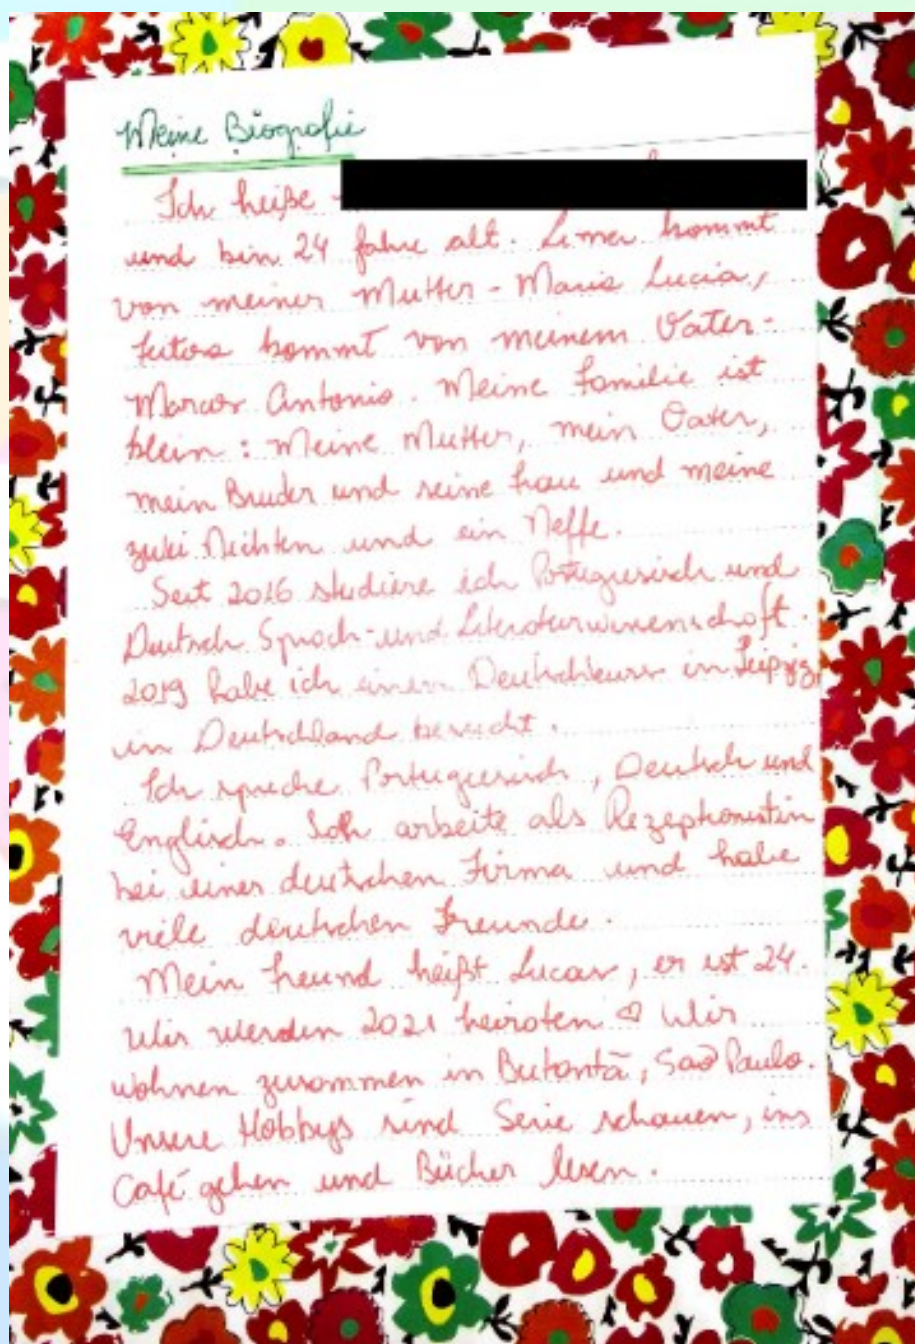 Meine Biografie
Ich heiße
und bin 24 Jahre alt. Lima kommt
von meiner Mutter - Maria Lucia,
kommt von meinem Vater -
Marcos Antonio. Meine Familie ist
klein: Meine Mutter, mein Vater,
mein Bruder und seine Frau und meine
zwei Nichten und ein Neffe.
Seit 2016 studiere ich Portugiesisch und
Deutsch Sprach- und Literaturwissenschaft.
2019 habe ich einen Deutschkurs in Leipzig,
in Deutschland besucht.
Ich spreche Portugiesisch, Deutsch und
Englisch. Ich arbeite als Rezeptionistin
bei einer deutschen Firma und habe
viele deutschen Freunde.
Mein Freund heißt Lucas, er ist 24.
Wir werden 2021 heiraten ♡ Wir
wohnen zusammen in Butantã, São Paulo.
Unsere Hobbys sind Serie schauen, ins
Café gehen und Bücher lesen.